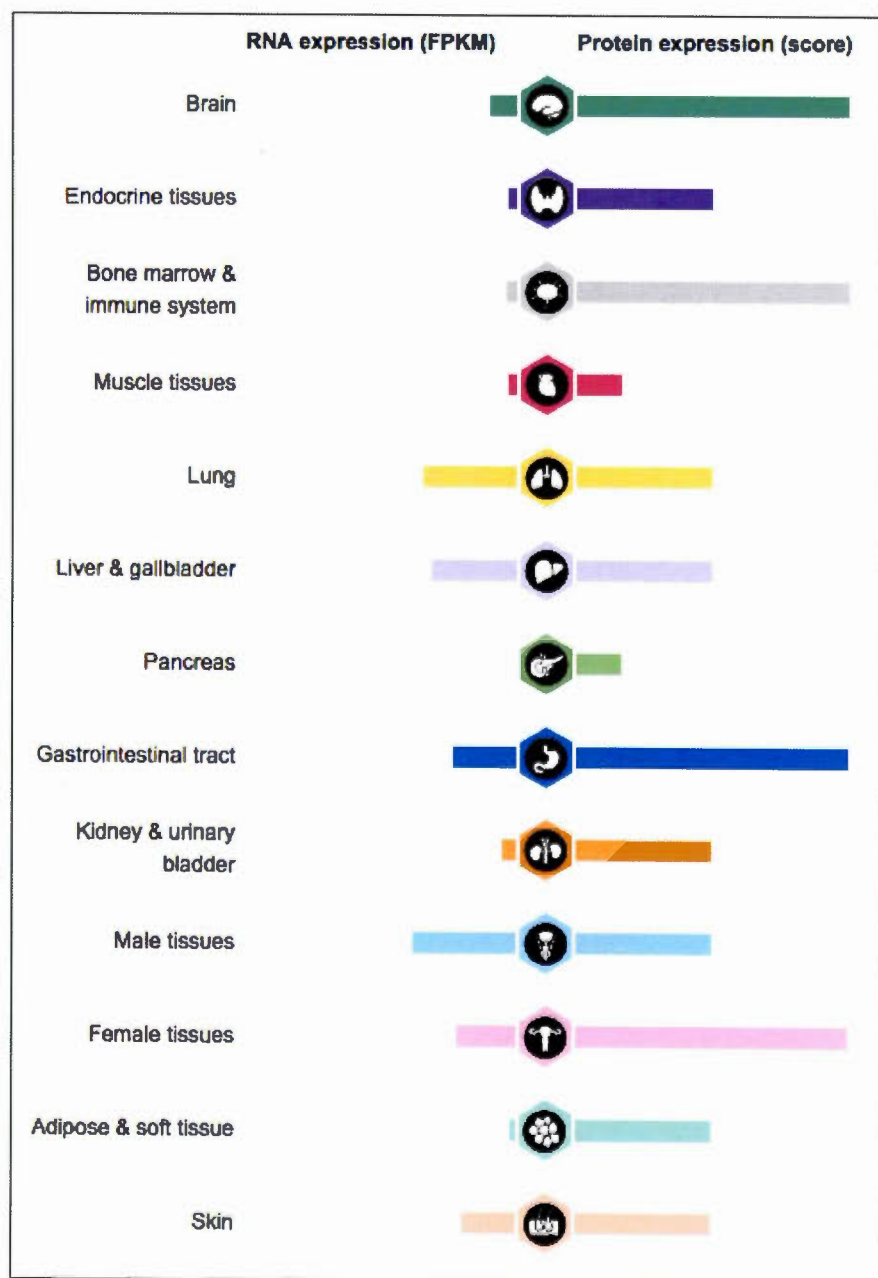 RNA expression (FPKM) Protein expression (score)
Brain
Endocrine tissues
Bone marrow &
immune system
Muscle tissues
Lung
Liver & gallbladder
Pancreas
Gastrointestinal tract
Kidney & urinary
bladder
Male tissues
Female tissues
Adipose & soft tissue
Skin